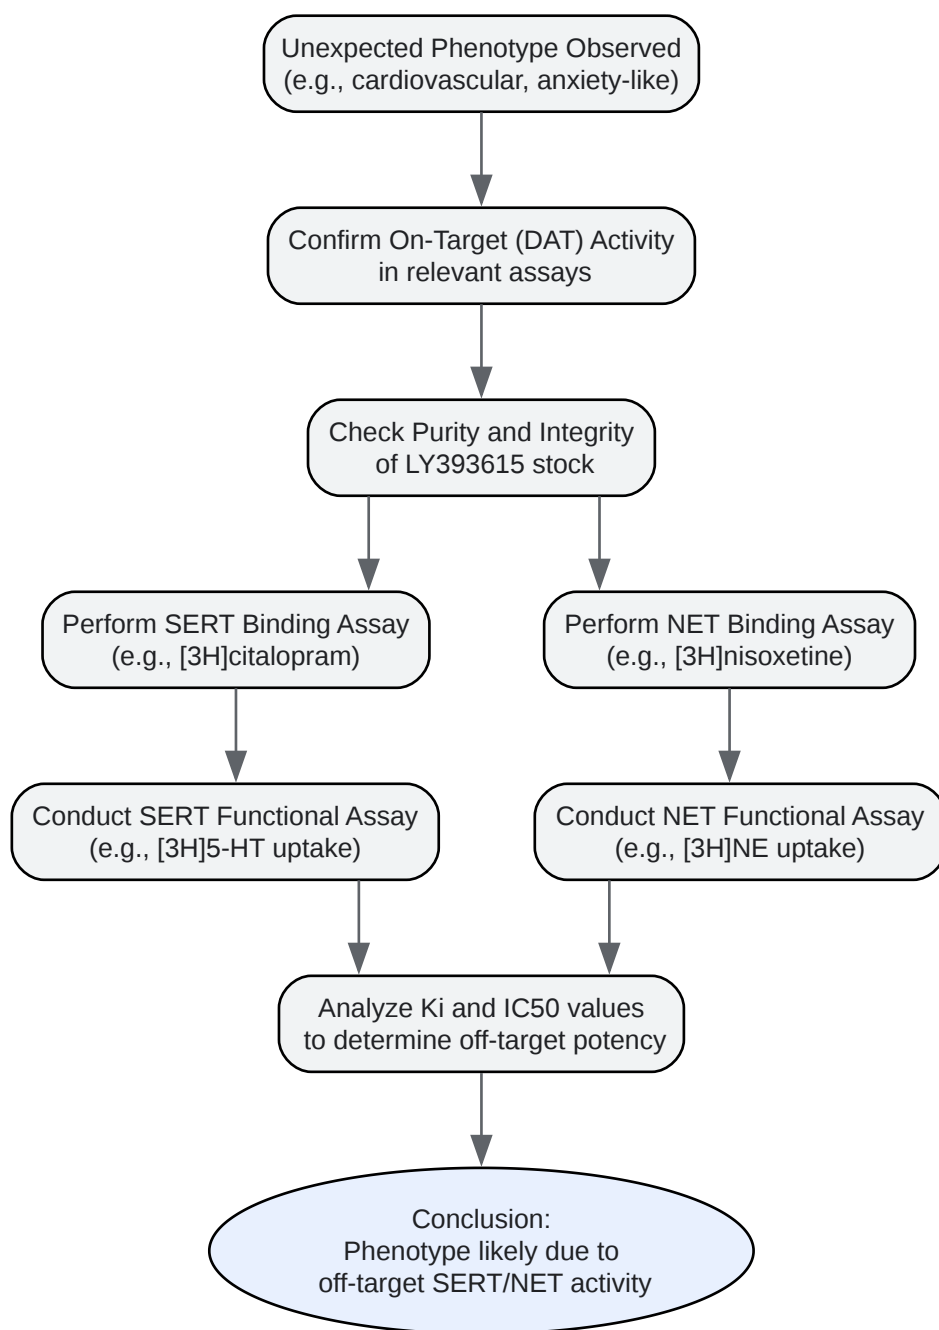 Unexpected Phenotype Observed
(e.g., cardiovascular, anxiety-like)
Confirm On-Target (DAT) Activity
in relevant assays
Check Purity and Integrity
of LY393615 stock
Perform SERT Binding Assay
(e.g., [3H]citalopram)
Perform NET Binding Assay
(e.g., [3H]nisoxetine)
Conduct SERT Functional Assay
(e.g., [3H]5-HT uptake)
Conduct NET Functional Assay
(e.g., [3H]NE uptake)
Analyze Ki and IC50 values
to determine off-target potency
Conclusion:
Phenotype likely due to
off-target SERT/NET activity